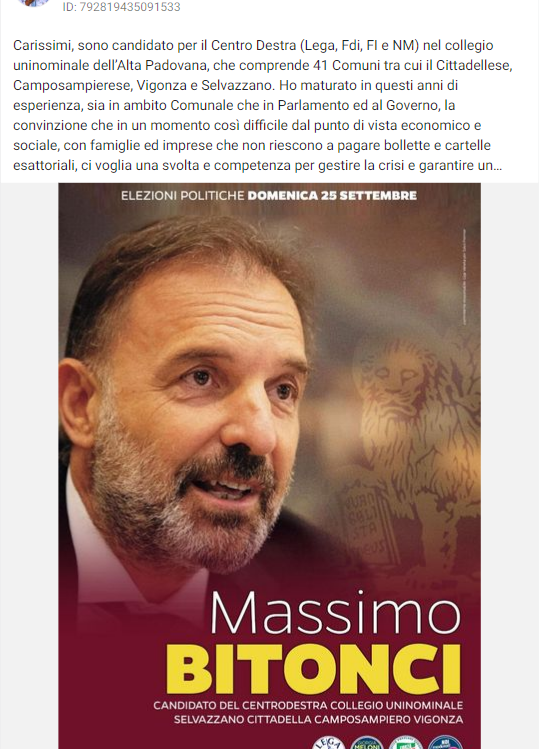 ID: 792819435091533
Carissimi, sono candidato per il Centro Destra (Lega, Fdi, FI e NM) nel collegio
uninominale dell'Alta Padovana, che comprende 41 Comuni tra cui il Cittadellese,
Camposampierese, Vigonza e Selvazzano. Ho maturato in questi anni di
esperienza, sia in ambito Comunale che in Parlamento ed al Governo, la
convinzione che in un momento così difficile dal punto di vista economico e
sociale, con famiglie ed imprese che non riescono a pagare bollette e cartelle
esattoriali, ci voglia una svolta e competenza per gestire la crisi e garantire un...
ELEZIONI POLITICHE DOMENICA 25 SETTEMBRE
Massimo
BITONCI
CANDIDATO DEL CENTRODESTRA COLLEGIO UNINOMINALE
SELVAZZANO CITTADELLA CAMPOSAMPIERO VIGONZA
LEGA
MELONI